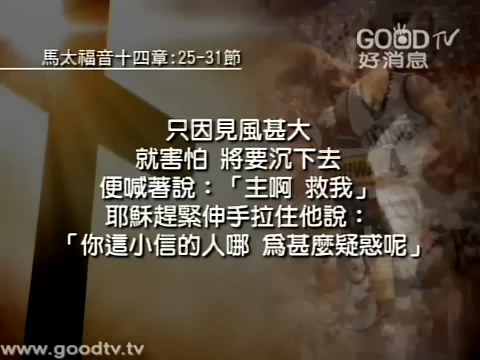 馬太福音十四章:25-31節
GOOD TV
好消息
只因見風甚大
就害怕 將要沉下去
便喊著說：「主啊 救我」
耶穌趕緊伸手拉住他說：
「你這小信的人哪 為甚麼疑惑呢」
www.goodtv.tv